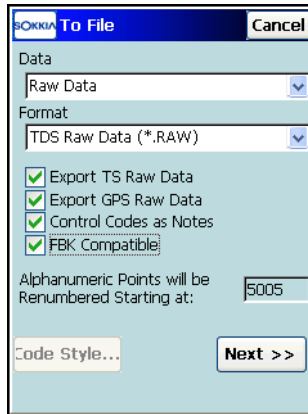 SOKKIA To File Cancel
Data
Raw Data
Format
TDS Raw Data (*.RAW)
Export TS Raw Data
Export GPS Raw Data
Control Codes as Notes
FBK Compatible
Alphanumeric Points will be
Renumbered Starting at: 5005
Code Style... Next >>